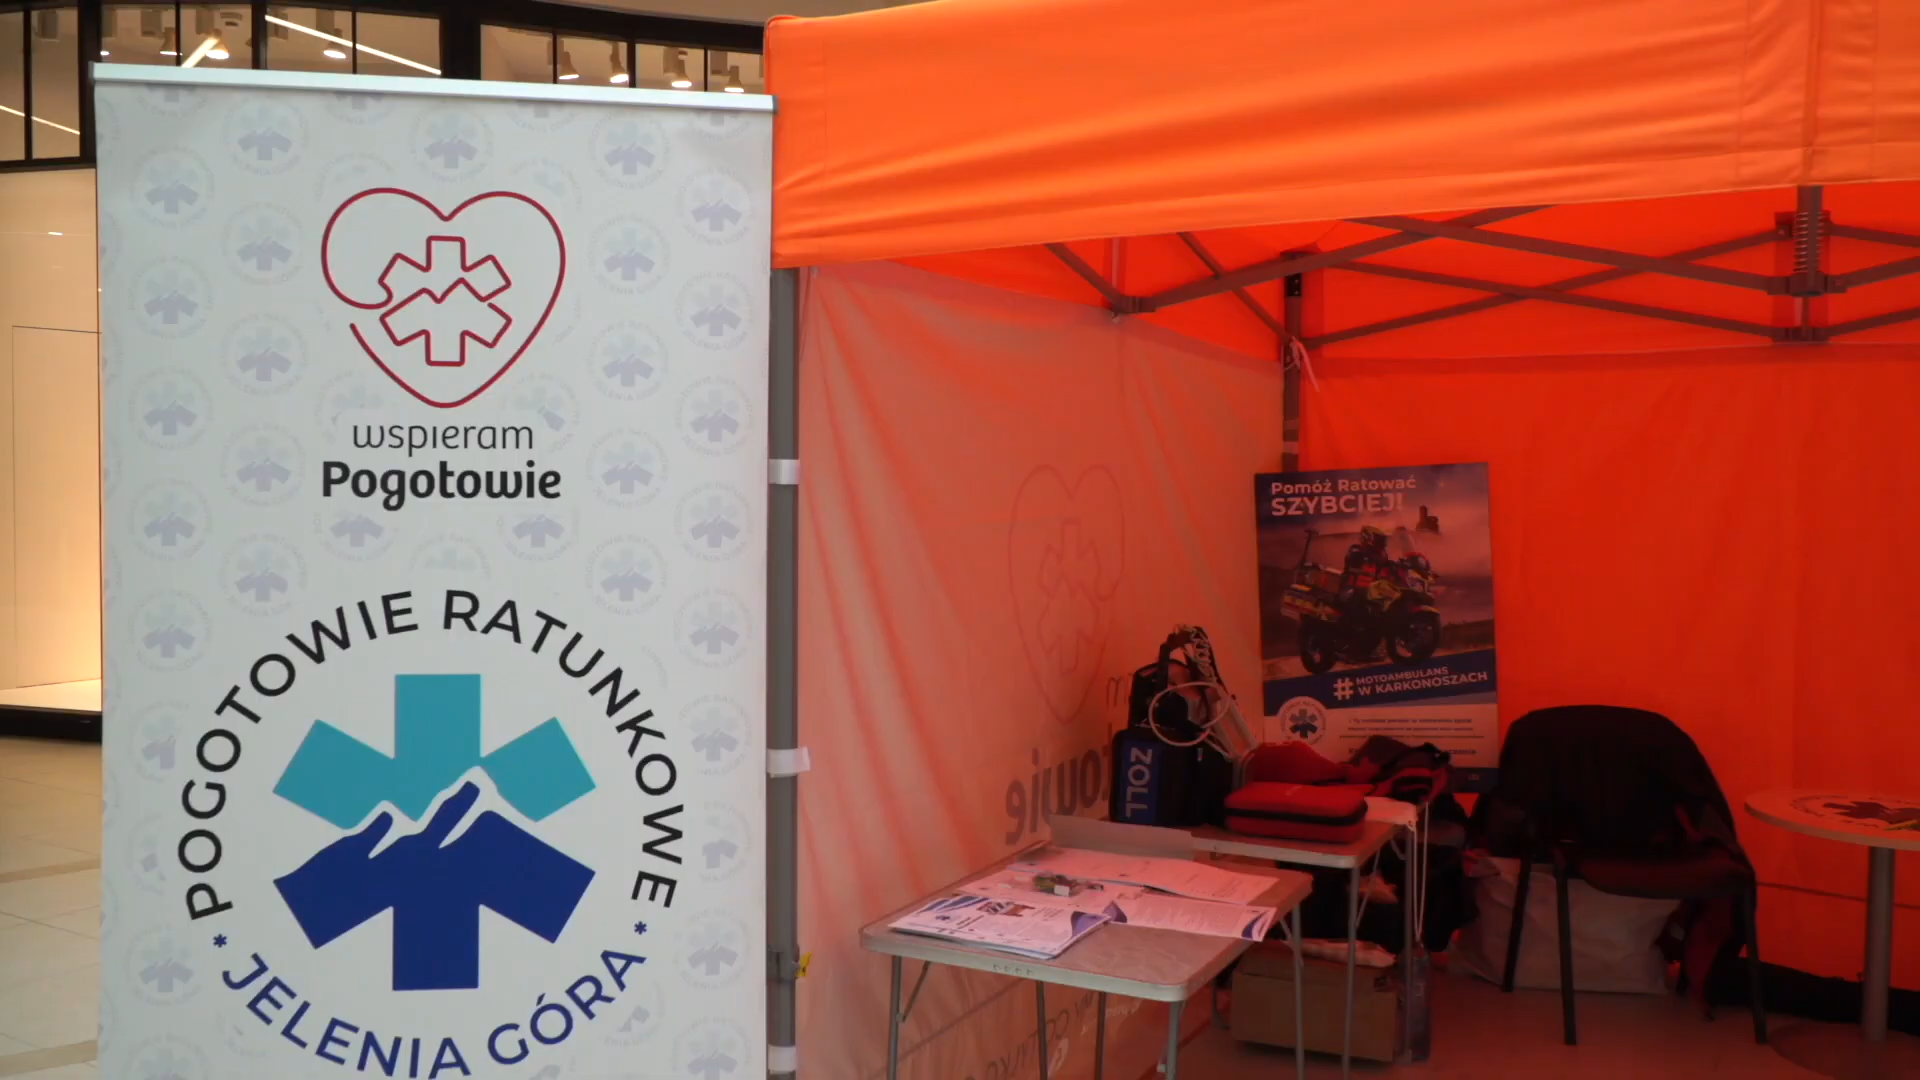 wspieram
Pogotowie
POGOTOWIE RATUNKOWE
* JELENIA GÓRA *
Pomóż Ratować
SZYBCIEJ!
# MOTOAMBULANS
W KARKONOSZACH
ZOLL